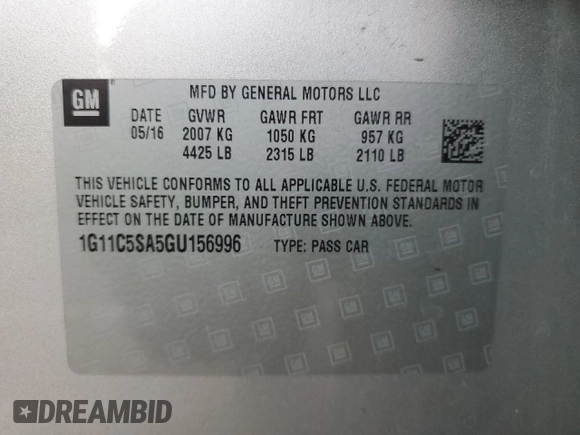 GM
MFD BY GENERAL MOTORS LLC
DATE GVWR GAWR FRT GAWR RR
05/16 2007 KG 1050 KG 957 KG
4425 LB 2315 LB 2110 LB
THIS VEHICLE CONFORMS TO ALL APPLICABLE U.S. FEDERAL MOTOR
VEHICLE SAFETY, BUMPER, AND THEFT PREVENTION STANDARDS IN
EFFECT ON THE DATE OF MANUFACTURE SHOWN ABOVE.
1G11C5SA5GU156996 TYPE: PASS CAR
DREAMBID